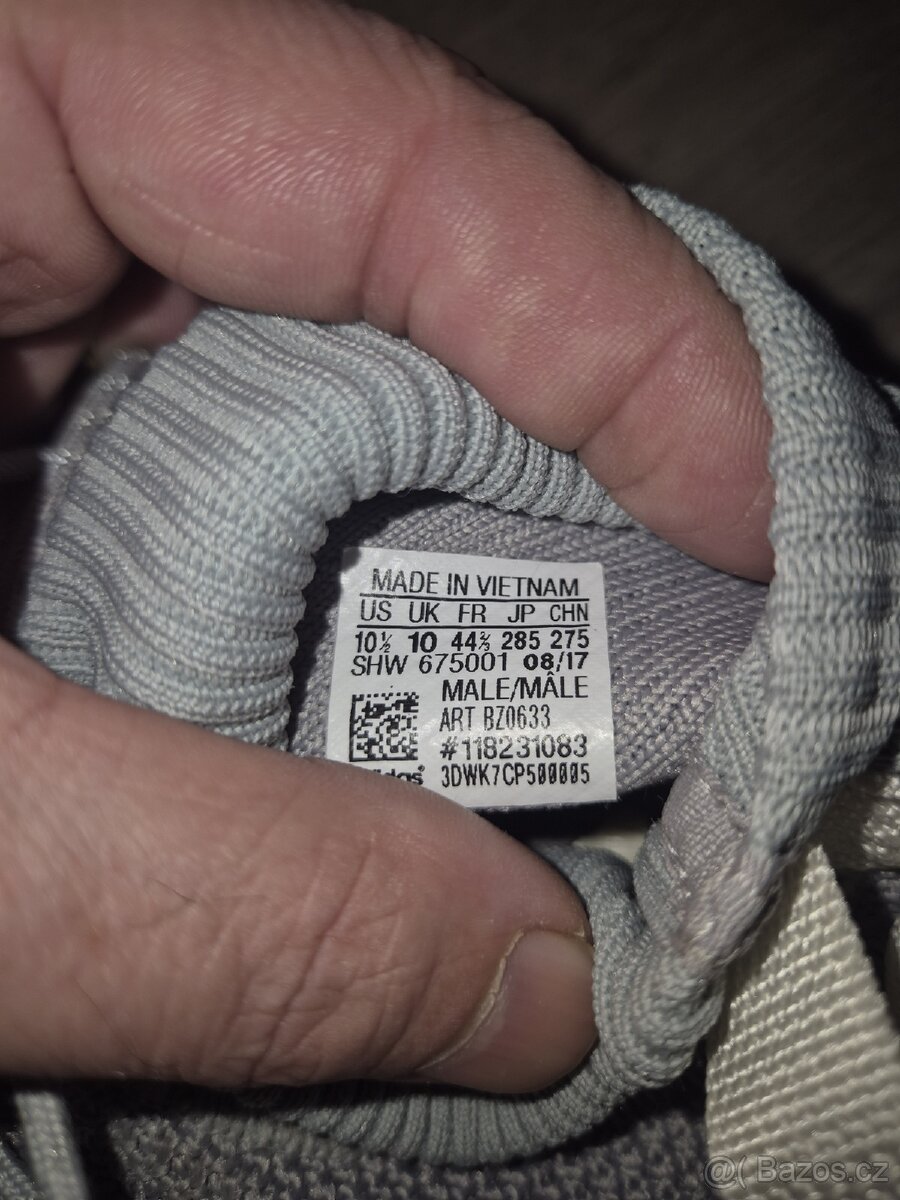 MADE IN VIETNAM
US UK FR JP CHN
10½ 10 44⅔ 285 275
SHW 675001 08/17
MALE/MÂLE
ART BZ0633
#118231083
3DWK7CP500005
@( Bazos.cz